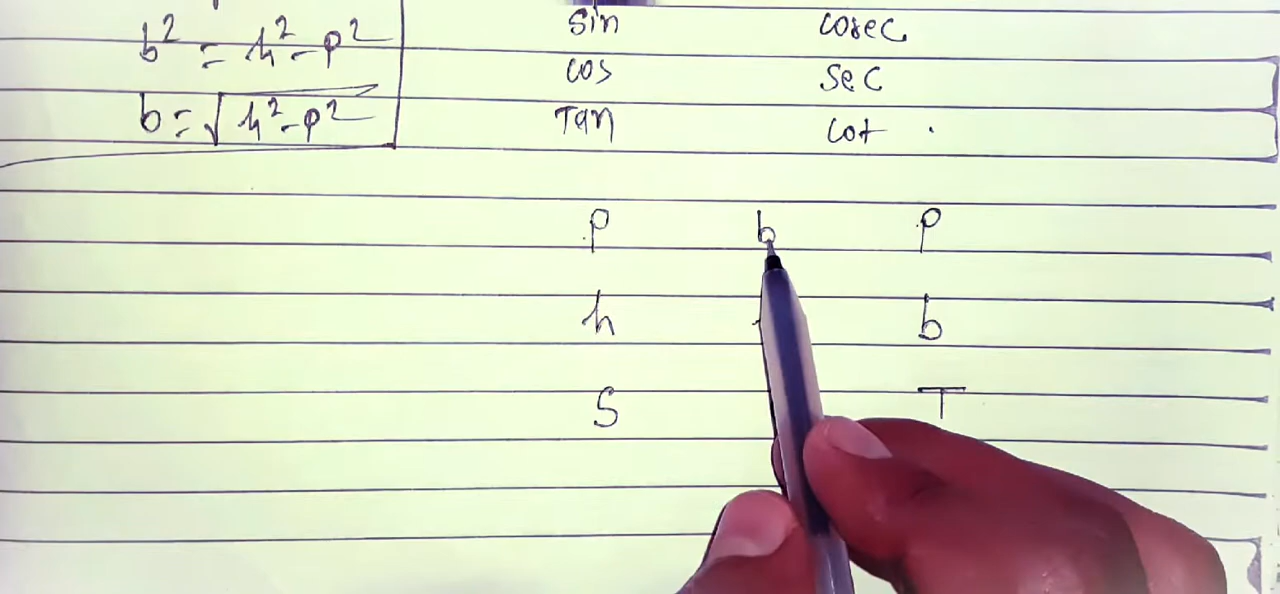 b² = h² - p²
b = √h² - p²
sin cosec
cos sec
Tan cot .
p b p
h b
S T